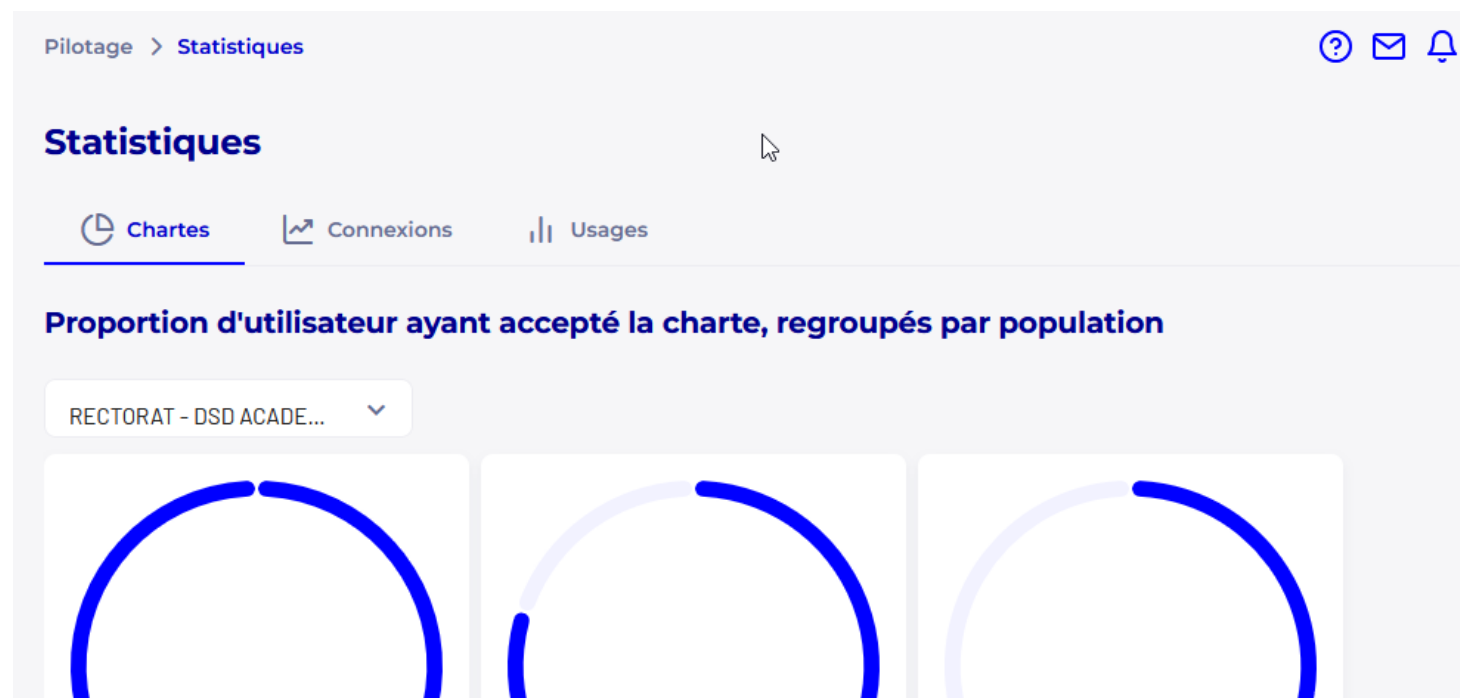 Pilotage > Statistiques
Statistiques
Chartes Connexions Usages
Proportion d'utilisateur ayant accepté la charte, regroupés par population
RECTORAT - DSD ACADE...